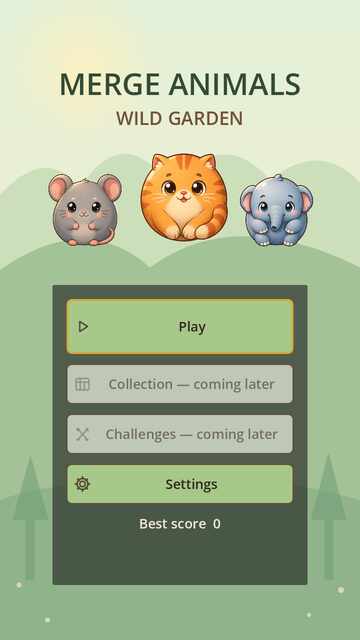 MERGE ANIMALS
WILD GARDEN
Play
Collection — coming later
Challenges — coming later
Settings
Best score 0